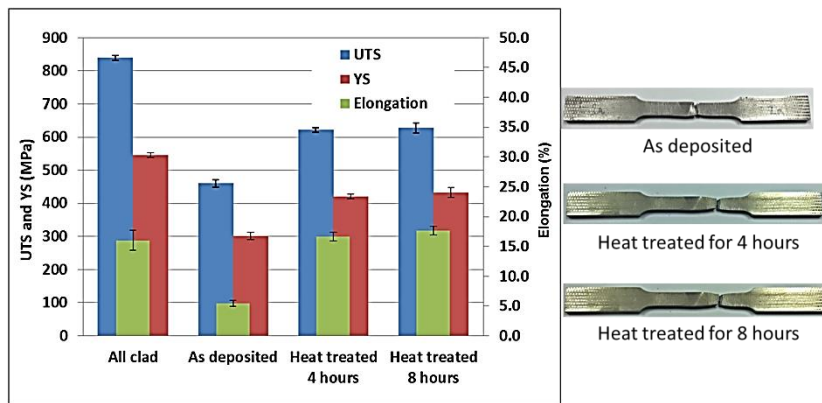 900
800
700
600
500
400
300
200
100
0
UTS and YS (MPa)
50.0
45.0
40.0
35.0
30.0
25.0
20.0
15.0
10.0
5.0
0.0
Elongation (%)
UTS
YS
Elongation
All clad
As deposited
Heat treated
4 hours
Heat treated
8 hours
As deposited
Heat treated for 4 hours
Heat treated for 8 hours